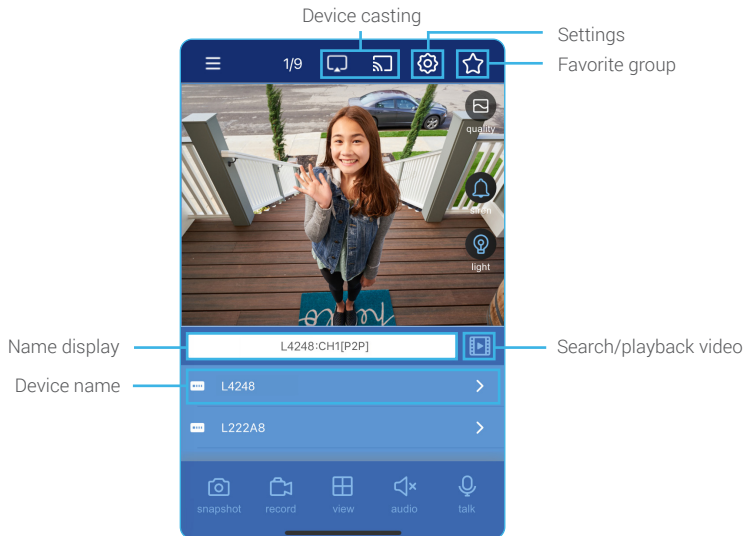 Device casting
Settings
Favorite group
1/9
quality
siren
light
hello
Name display
L4248:CH1[P2P]
Search/playback video
Device name
L4248
L222A8
snapshot
record
view
audio
talk